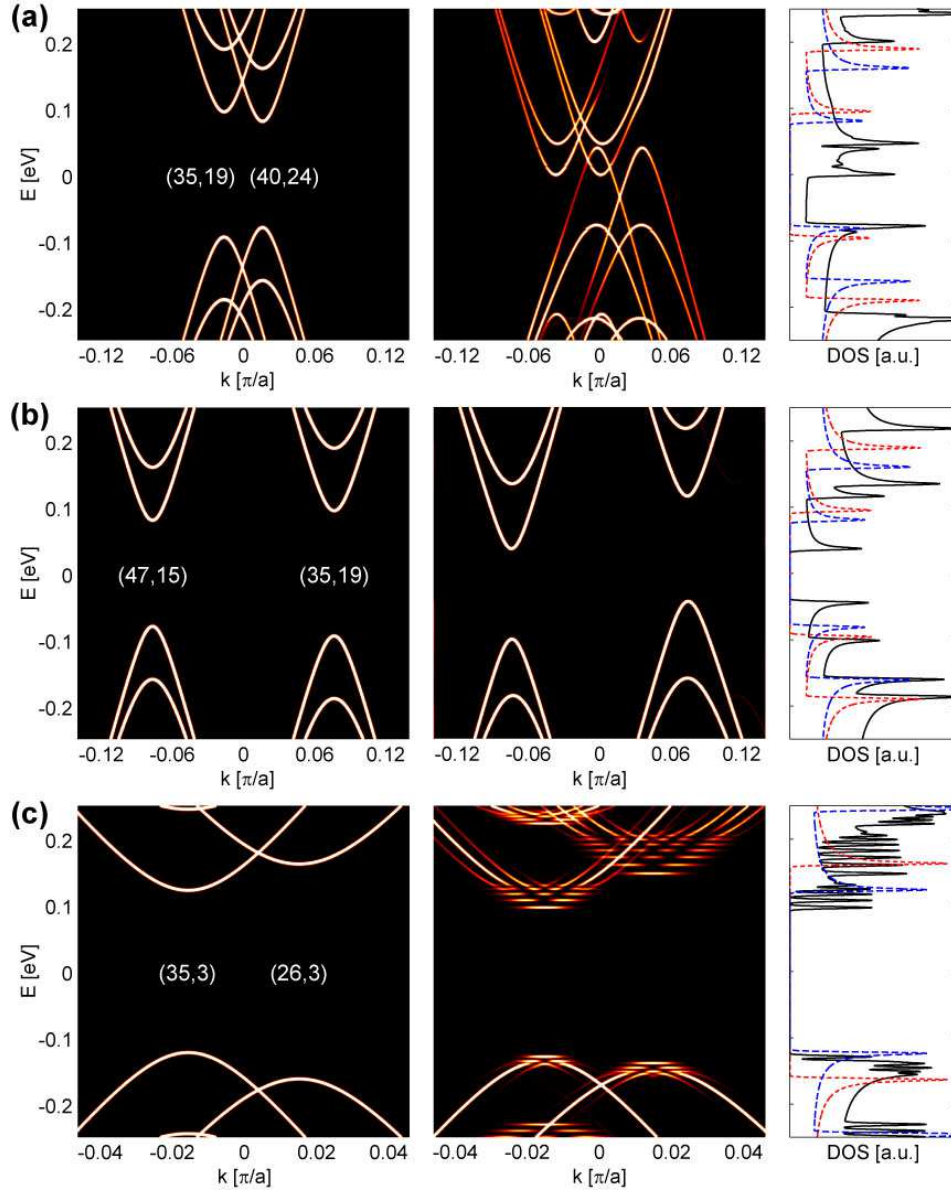 (a)
E [eV]
0.2
0.1
0
-0.1
-0.2
(35,19) (40,24)
-0.12 -0.06 0 0.06 0.12
k [π/a]
-0.12 -0.06 0 0.06 0.12
k [π/a]
DOS [a.u.]
(b)
E [eV]
0.2
0.1
0
-0.1
-0.2
(47,15) (35,19)
-0.12 -0.06 0 0.06 0.12
k [π/a]
-0.12 -0.06 0 0.06 0.12
k [π/a]
DOS [a.u.]
(c)
E [eV]
0.2
0.1
0
-0.1
-0.2
(35,3) (26,3)
-0.04 -0.02 0 0.02 0.04
k [π/a]
-0.04 -0.02 0 0.02 0.04
k [π/a]
DOS [a.u.]